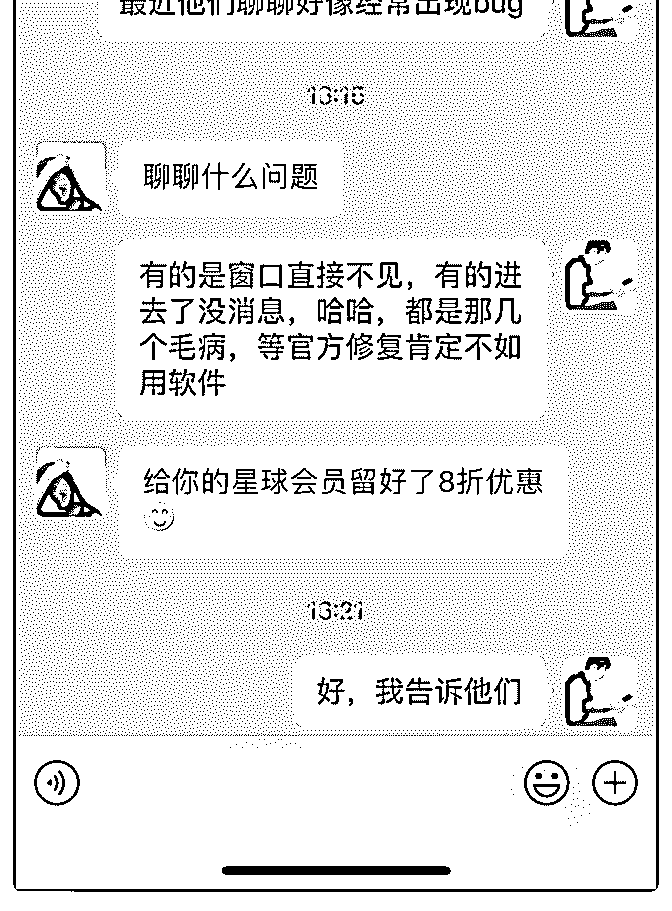 最近他们聊聊好像经常出现bug
聊聊什么问题
有的是窗口直接不见，有的进
去了没消息，哈哈，都是那几
个毛病，等官方修复肯定不如
用软件
给你的星球会员留好了8折优惠
13:21
好，我告诉他们